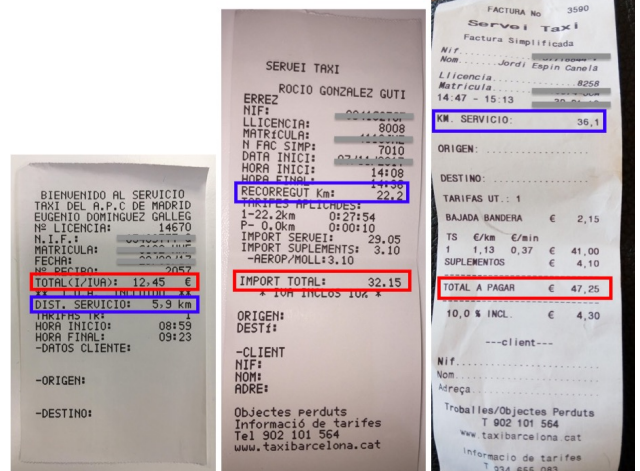 BIENVENIDO AL SERVICIO
TAXI DEL A.P.C DE MADRID
EUGENIO DOMINGUEZ GALLEG
Nº LICENCIA: 14670
N.I.F.:
MATRICULA:
FECHA:
Nº RECIBO: 2057
TOTAL(I/IVA): 12,45 €
** I.V.A. INCLUIDO **
DIST. SERVICIO: 5,9 km
TARIFAS TR: 1
HORA INICIO: 08:59
HORA FINAL: 09:23
-DATOS CLIENTE:
-ORIGEN:
-DESTINO:
SERVEI TAXI
ROCIO GONZALEZ GUTI
ERREZ
NIF:
LLICENCIA: 8008
MATRÍCULA:
N FAC SIMP: 7010
DATA INICI:
HORA INICI: 14:08
HORA FINAL: 14:36
RECORREGUT Km: 22.2
TARIFES APLICADES:
1-22.2km 0:27:54
P- 0.0km 0:00:10
IMPORT SERVEI: 29.05
IMPORT SUPLEMENTS: 3.10
-AEROP/MOLL:3.10
IMPORT TOTAL: 32.15
* IVA INCLOS 10% *
ORIGEN:
DESTÍ:
-CLIENT
NIF:
NOM:
ADRE:
Objectes perduts
Informació de tarifes
Tel 902 101 564
www.taxibarcelona.cat
FACTURA No 3590
Servei Taxi
Factura Simplificada
Nif
Nom Jordi Espin Canela
Llicencia 8258
Matricula
14:47 - 15:13
KM. SERVICIO: 36,1
ORIGEN:
DESTINO:
TARIFAS UT.: 1
BAJADA BANDERA € 2,15
TS €/km €/min
1 1,13 0,37 € 41,00
SUPLEMENTOS € 4,10
TOTAL A PAGAR € 47,25
10,0 % INCL. € 4,30
---client---
Nif
Nom
Adreça
Troballes/Objectes Perduts
T 902 101 564
www.taxibarcelona.cat
Informacio de tarifes